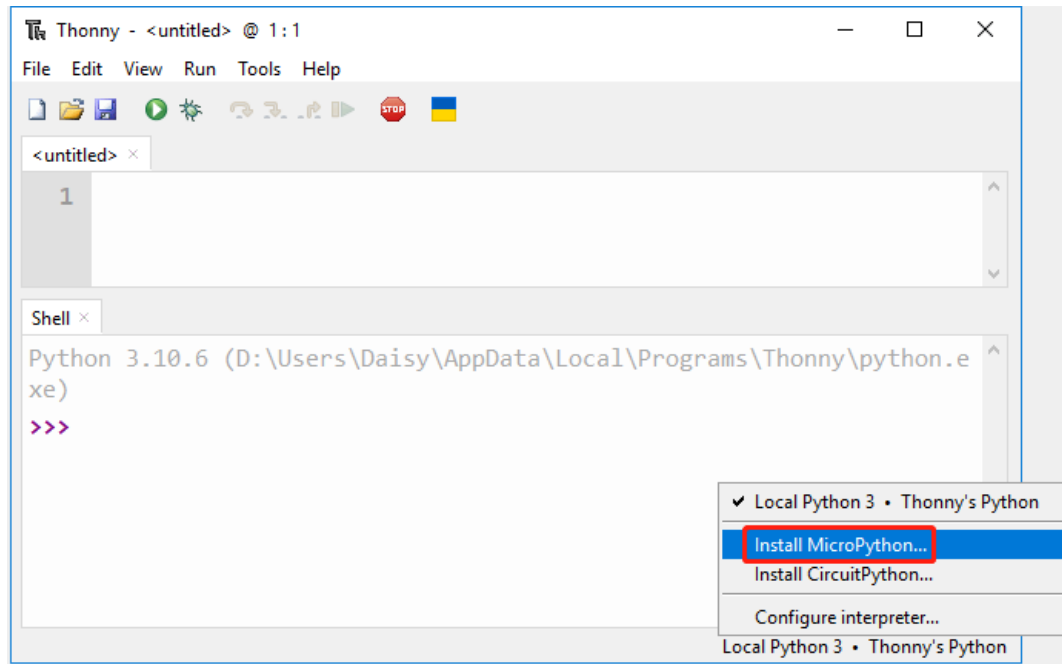 Thonny - <untitled> @ 1:1
File Edit View Run Tools Help
STOP
<untitled> ×
1
Shell ×
Python 3.10.6 (D:\Users\Daisy\AppData\Local\Programs\Thonny\python.e
xe)
>>>
✔ Local Python 3 • Thonny's Python
Install MicroPython...
Install CircuitPython...
Configure interpreter...
Local Python 3 • Thonny's Python